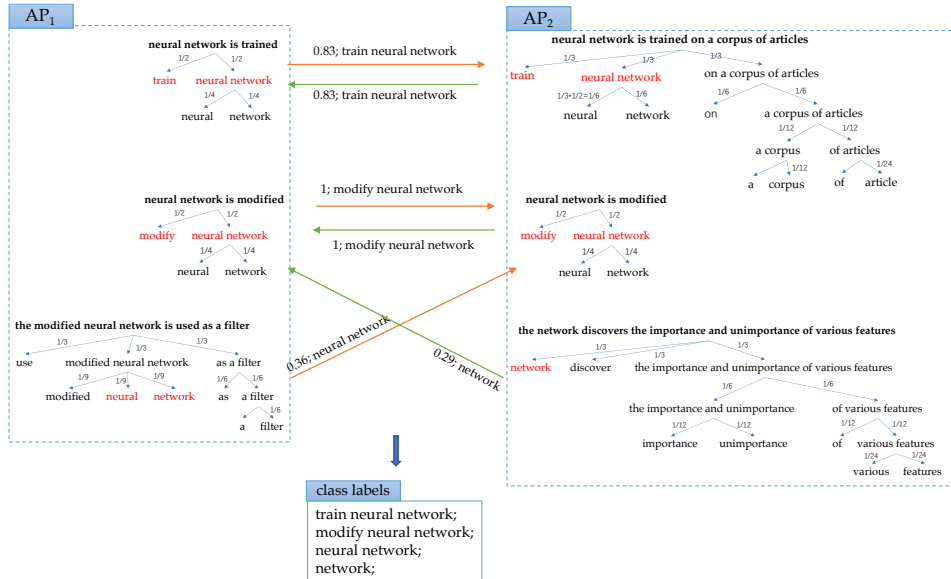 AP1
neural network is trained
1/2 1/2
train neural network
1/4 1/4
neural network
neural network is modified
1/2 1/2
modify neural network
1/4 1/4
neural network
the modified neural network is used as a filter
1/3 1/3 1/3
use modified neural network as a filter
1/9 1/9 1/9 1/6 1/6
modified neural network as a filter
1/6
a filter
0.83; train neural network
0.83; train neural network
1; modify neural network
1; modify neural network
0.36; neural network
0.29; network
AP2
neural network is trained on a corpus of articles
1/3 1/3 1/3
train neural network on a corpus of articles
1/3*1/2=1/6 1/6 1/6 1/6
neural network on a corpus of articles
1/12 1/12
a corpus of articles
1/12 1/24
a corpus of article
neural network is modified
1/2 1/2
modify neural network
1/4 1/4
neural network
the network discovers the importance and unimportance of various features
1/3 1/3 1/3
network discover the importance and unimportance of various features
1/6 1/6
the importance and unimportance of various features
1/12 1/12 1/12 1/12
importance unimportance of various features
1/24 1/24
various features
class labels
train neural network;
modify neural network;
neural network;
network;